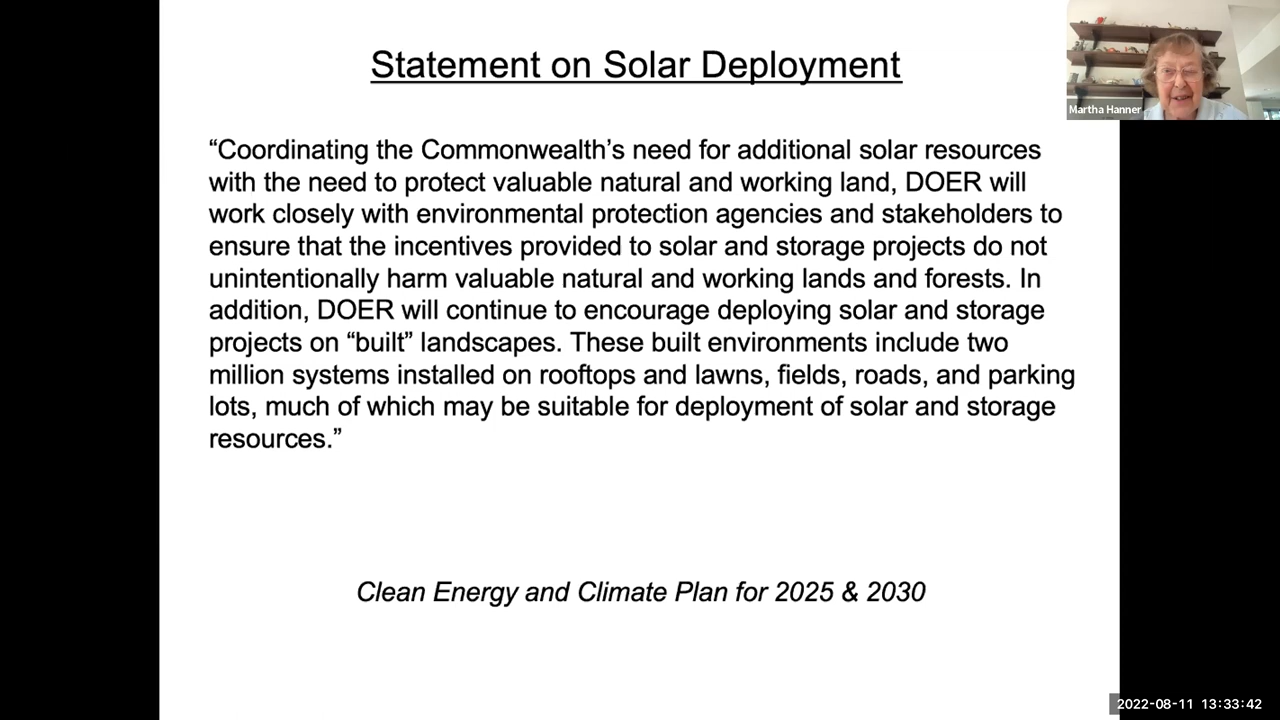 Statement on Solar Deployment
Martha Hanner
“Coordinating the Commonwealth’s need for additional solar resources
with the need to protect valuable natural and working land, DOER will
work closely with environmental protection agencies and stakeholders to
ensure that the incentives provided to solar and storage projects do not
unintentionally harm valuable natural and working lands and forests. In
addition, DOER will continue to encourage deploying solar and storage
projects on “built” landscapes. These built environments include two
million systems installed on rooftops and lawns, fields, roads, and parking
lots, much of which may be suitable for deployment of solar and storage
resources.”
Clean Energy and Climate Plan for 2025 & 2030
2022-08-11 13:33:42